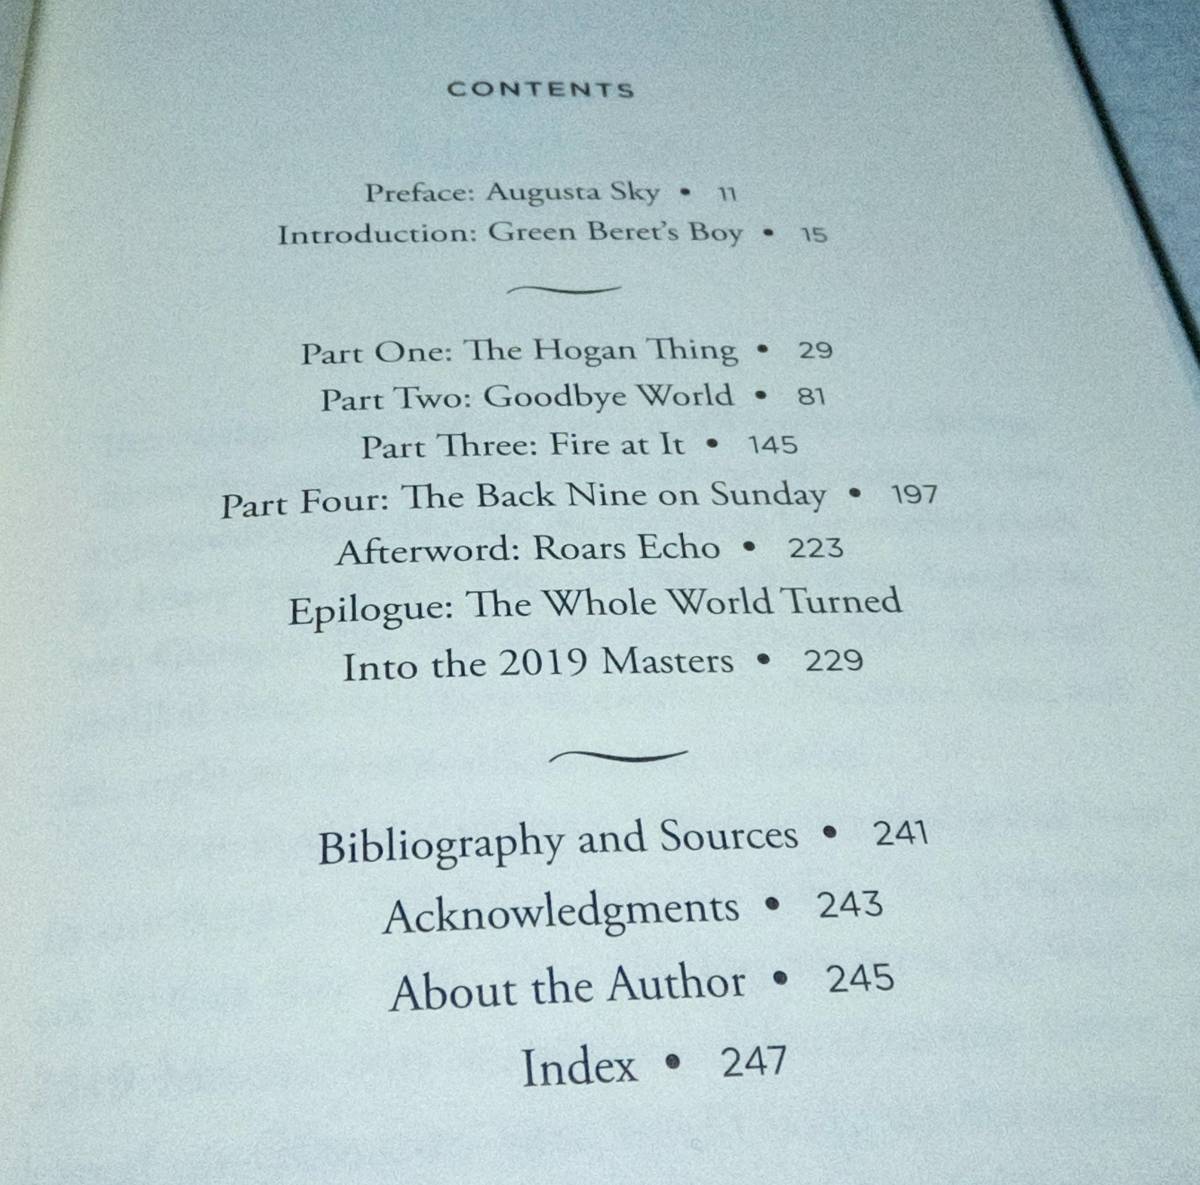 CONTENTS
Preface: Augusta Sky • 11
Introduction: Green Beret's Boy • 15
Part One: The Hogan Thing • 29
Part Two: Goodbye World • 81
Part Three: Fire at It • 145
Part Four: The Back Nine on Sunday • 197
Afterword: Roars Echo • 223
Epilogue: The Whole World Turned
Into the 2019 Masters • 229
Bibliography and Sources • 241
Acknowledgments • 243
About the Author • 245
Index • 247